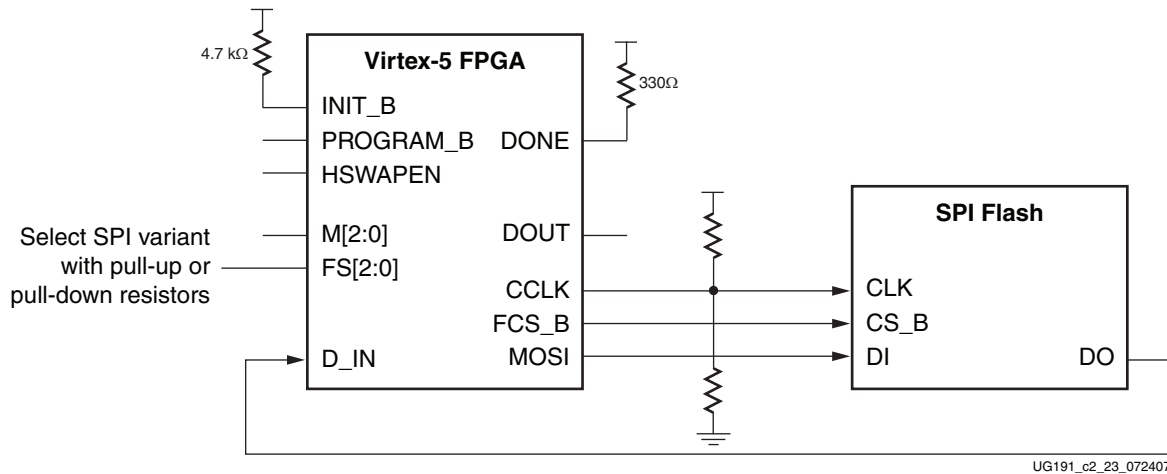 4.7 kΩ
Virtex-5 FPGA
330Ω
INIT_B
PROGRAM_B
DONE
HSWAPEN
SPI Flash
Select SPI variant
with pull-up or
pull-down resistors
M[2:0]
DOUT
FS[2:0]
CCLK
CLK
FCS_B
CS_B
D_IN
MOSI
DI
DO
UG191_c2_23_072407